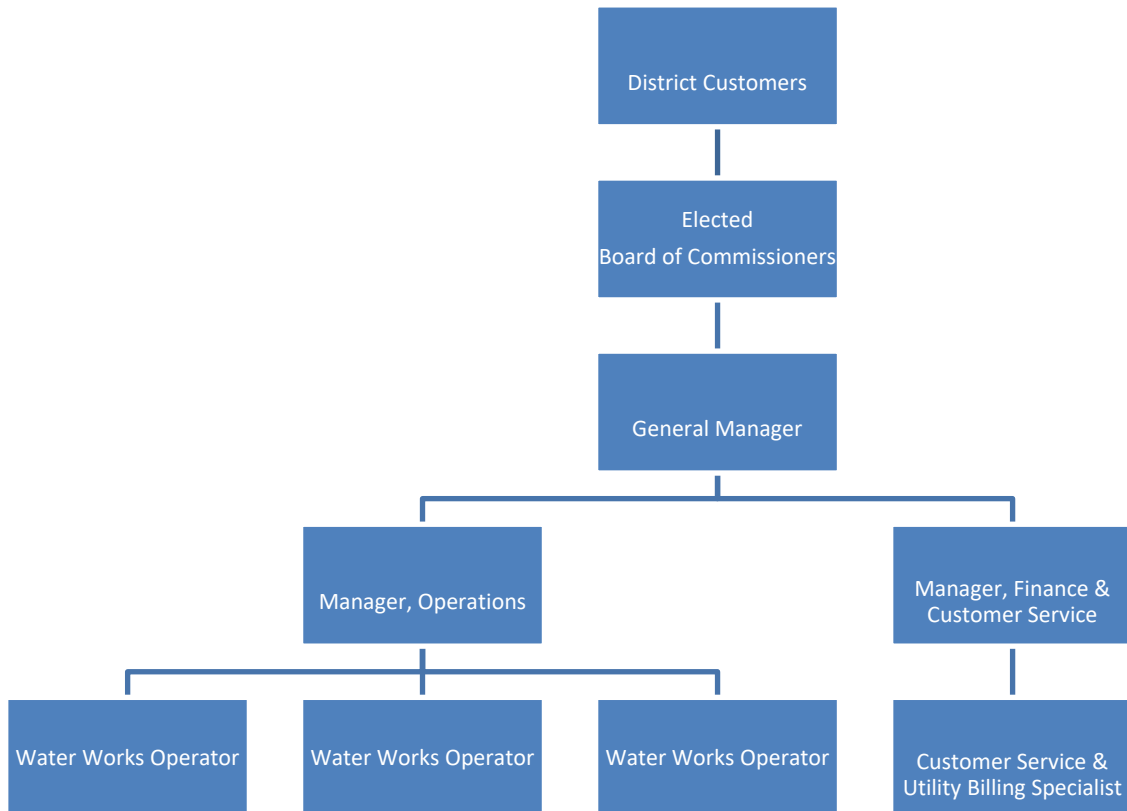 District Customers
Elected
Board of Commissioners
General Manager
Manager, Operations
Manager, Finance &
Customer Service
Water Works Operator
Water Works Operator
Water Works Operator
Customer Service &
Utility Billing Specialist